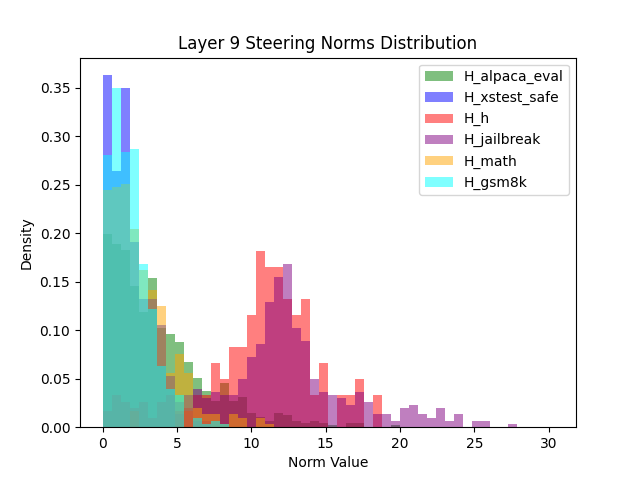 Layer 9 Steering Norms Distribution
H_alpaca_eval
H_xstest_safe
H_h
H_jailbreak
H_math
H_gsm8k
Density
0.35
0.30
0.25
0.20
0.15
0.10
0.05
0.00
0 5 10 15 20 25 30
Norm Value